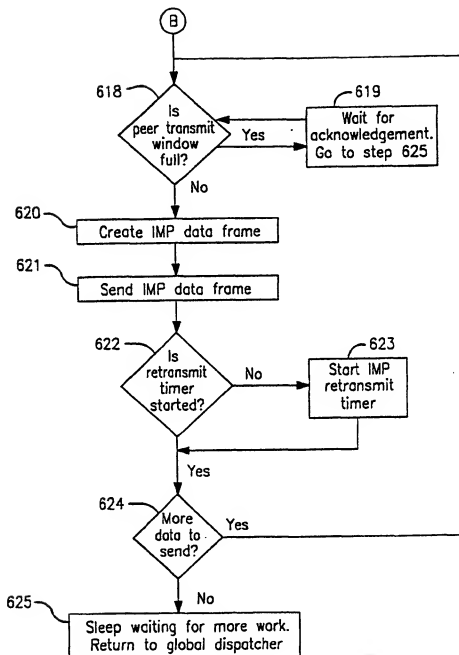 B
618
Is
peer transmit
window
full?
Yes
619
Wait for
acknowledgement.
Go to step 625
No
620
Create IMP data frame
621
Send IMP data frame
622
Is
retransmit
timer
started?
No
623
Start IMP
retransmit
timer
Yes
624
More
data to
send?
Yes
No
625
Sleep waiting for more work.
Return to global dispatcher